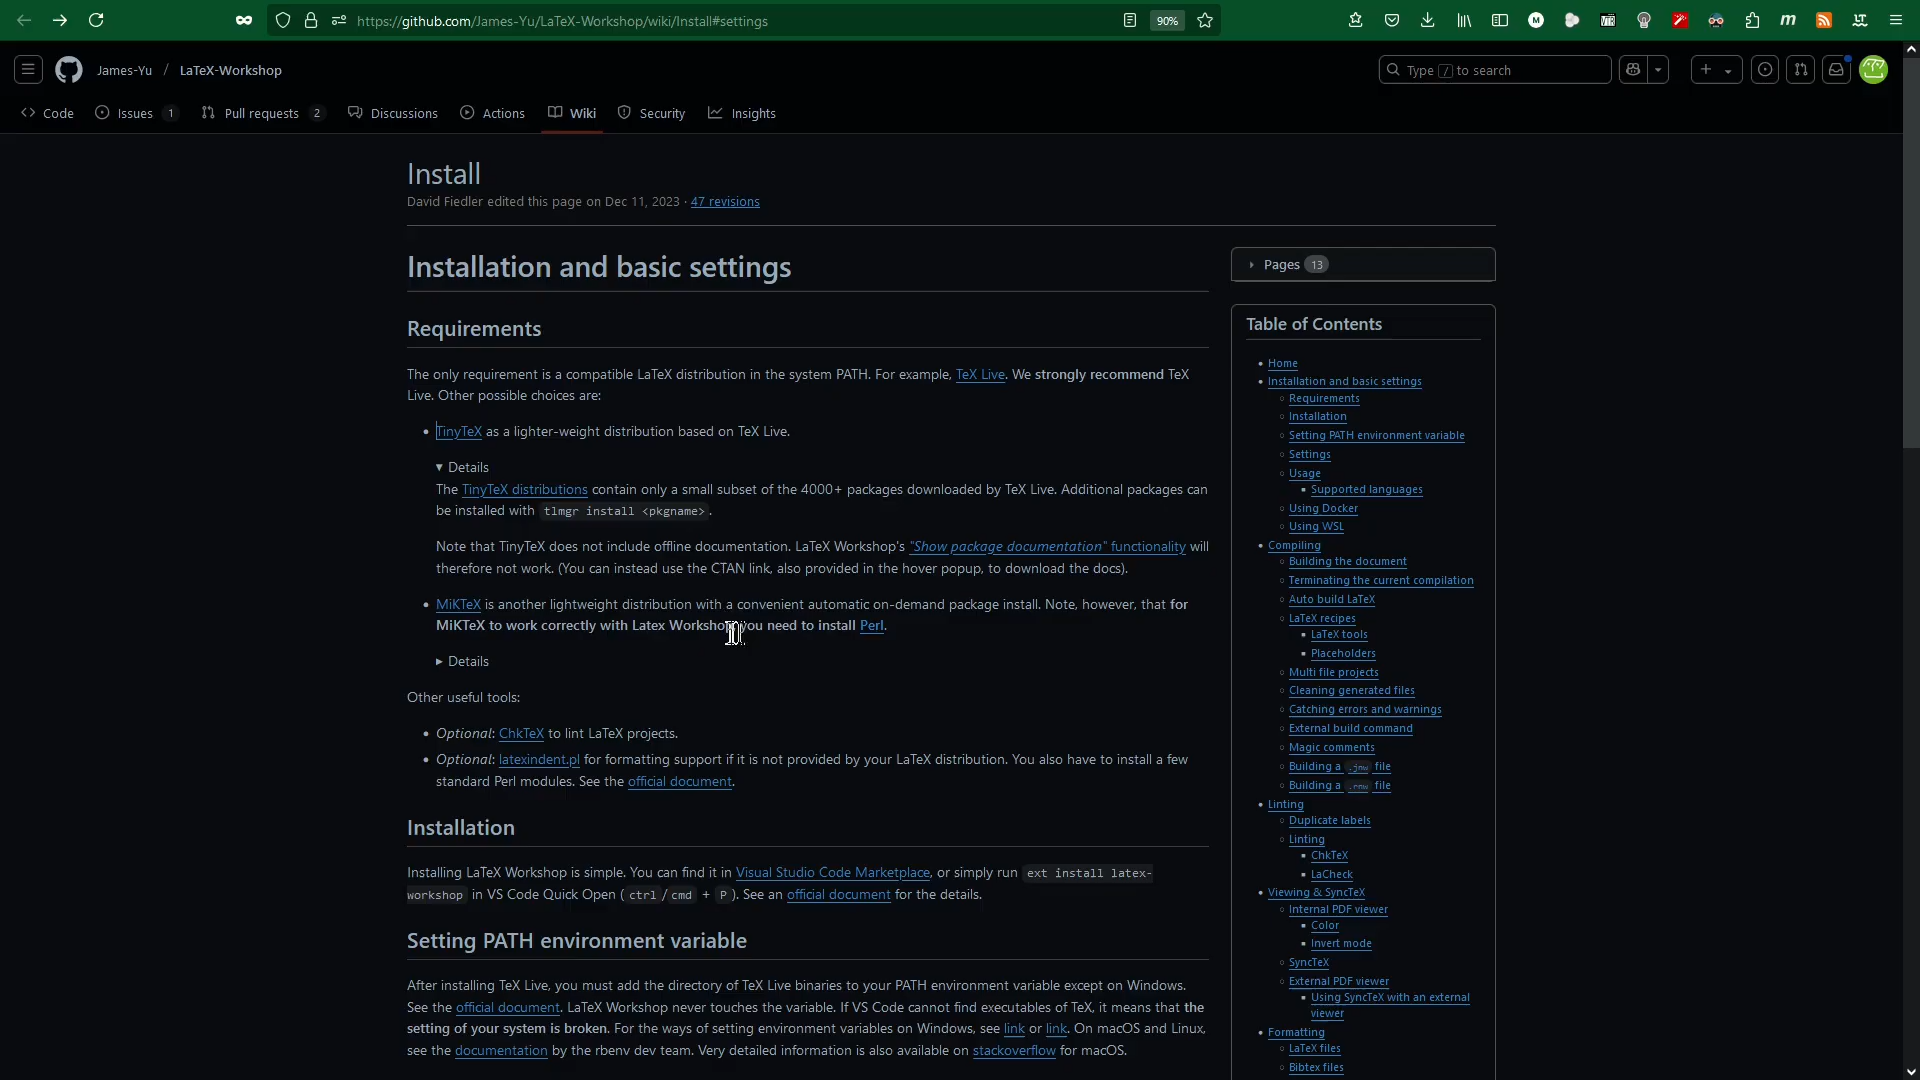 https://github.com/James-Yu/LaTeX-Workshop/wiki/Install#settings
90%
James-Yu / LaTeX-Workshop
Type / to search
Code
Issues 1
Pull requests 2
Discussions
Actions
Wiki
Security
Insights
Install
David Fiedler edited this page on Dec 11, 2023 · 47 revisions
Installation and basic settings
Requirements
The only requirement is a compatible LaTeX distribution in the system PATH. For example, TeX Live. We strongly recommend TeX
Live. Other possible choices are:
• TinyTeX as a lighter-weight distribution based on TeX Live.
▾ Details
The TinyTeX distributions contain only a small subset of the 4000+ packages downloaded by TeX Live. Additional packages can
be installed with tlmgr install <pkgname>.
Note that TinyTeX does not include offline documentation. LaTeX Workshop's "Show package documentation" functionality will
therefore not work. (You can instead use the CTAN link, also provided in the hover popup, to download the docs).
• MiKTeX is another lightweight distribution with a convenient automatic on-demand package install. Note, however, that for
MiKTeX to work correctly with Latex Workshop you need to install Perl.
▸ Details
Other useful tools:
• Optional: ChkTeX to lint LaTeX projects.
• Optional: latexindent.pl for formatting support if it is not provided by your LaTeX distribution. You also have to install a few
standard Perl modules. See the official document.
Installation
Installing LaTeX Workshop is simple. You can find it in Visual Studio Code Marketplace, or simply run ext install latex-
workshop in VS Code Quick Open ( ctrl / cmd + P ). See an official document for the details.
Setting PATH environment variable
After installing TeX Live, you must add the directory of TeX Live binaries to your PATH environment variable except on Windows.
See the official document. LaTeX Workshop never touches the variable. If VS Code cannot find executables of TeX, it means that the
setting of your system is broken. For the ways of setting environment variables on Windows, see link or link. On macOS and Linux,
see the documentation by the rbenv dev team. Very detailed information is also available on stackoverflow for macOS.
Pages 13
Table of Contents
• Home
• Installation and basic settings
Requirements
Installation
Setting PATH environment variable
Settings
Usage
Supported languages
Using Docker
Using WSL
• Compiling
Building the document
Terminating the current compilation
Auto build LaTeX
LaTeX recipes
LaTeX tools
Placeholders
Multi file projects
Cleaning generated files
Catching errors and warnings
External build command
Magic comments
Building a .jnw file
Building a .rnw file
• Linting
Duplicate labels
Linting
ChkTeX
LaCheck
• Viewing & SyncTeX
Internal PDF viewer
Color
Invert mode
SyncTeX
External PDF viewer
Using SyncTeX with an external
viewer
• Formatting
LaTeX files
Bibtex files